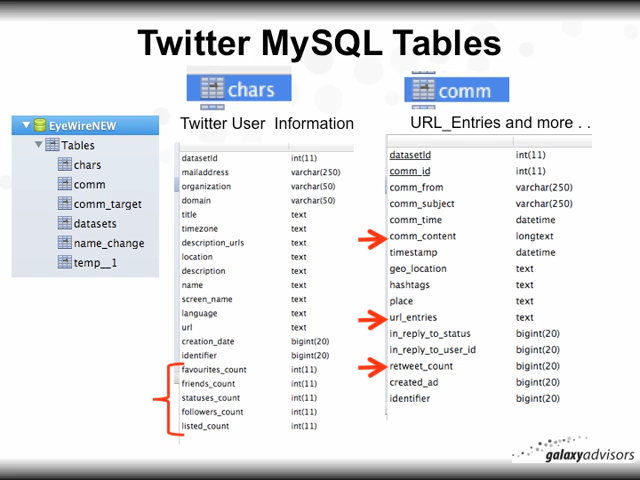 Twitter MySQL Tables
chars
comm
Twitter User Information
URL_Entries and more . .
EyeWireNEW
Tables
chars
comm
comm_target
datasets
name_change
temp__1
datasetId int(11)
mailaddress varchar(250)
organization varchar(50)
domain varchar(50)
title text
timezone text
description_urls text
location text
description text
name text
screen_name text
language text
url text
creation_date bigint(20)
identifier bigint(20)
favourites_count int(11)
friends_count int(11)
statuses_count int(11)
followers_count int(11)
listed_count int(11)
datasetId int(11)
comm_id int(11)
comm_from varchar(250)
comm_subject varchar(250)
comm_time datetime
comm_content longtext
timestamp datetime
geo_location text
hashtags text
place text
url_entries text
in_reply_to_status bigint(20)
in_reply_to_user_id bigint(20)
retweet_count bigint(20)
created_ad bigint(20)
identifier bigint(20)
galaxyadvisors